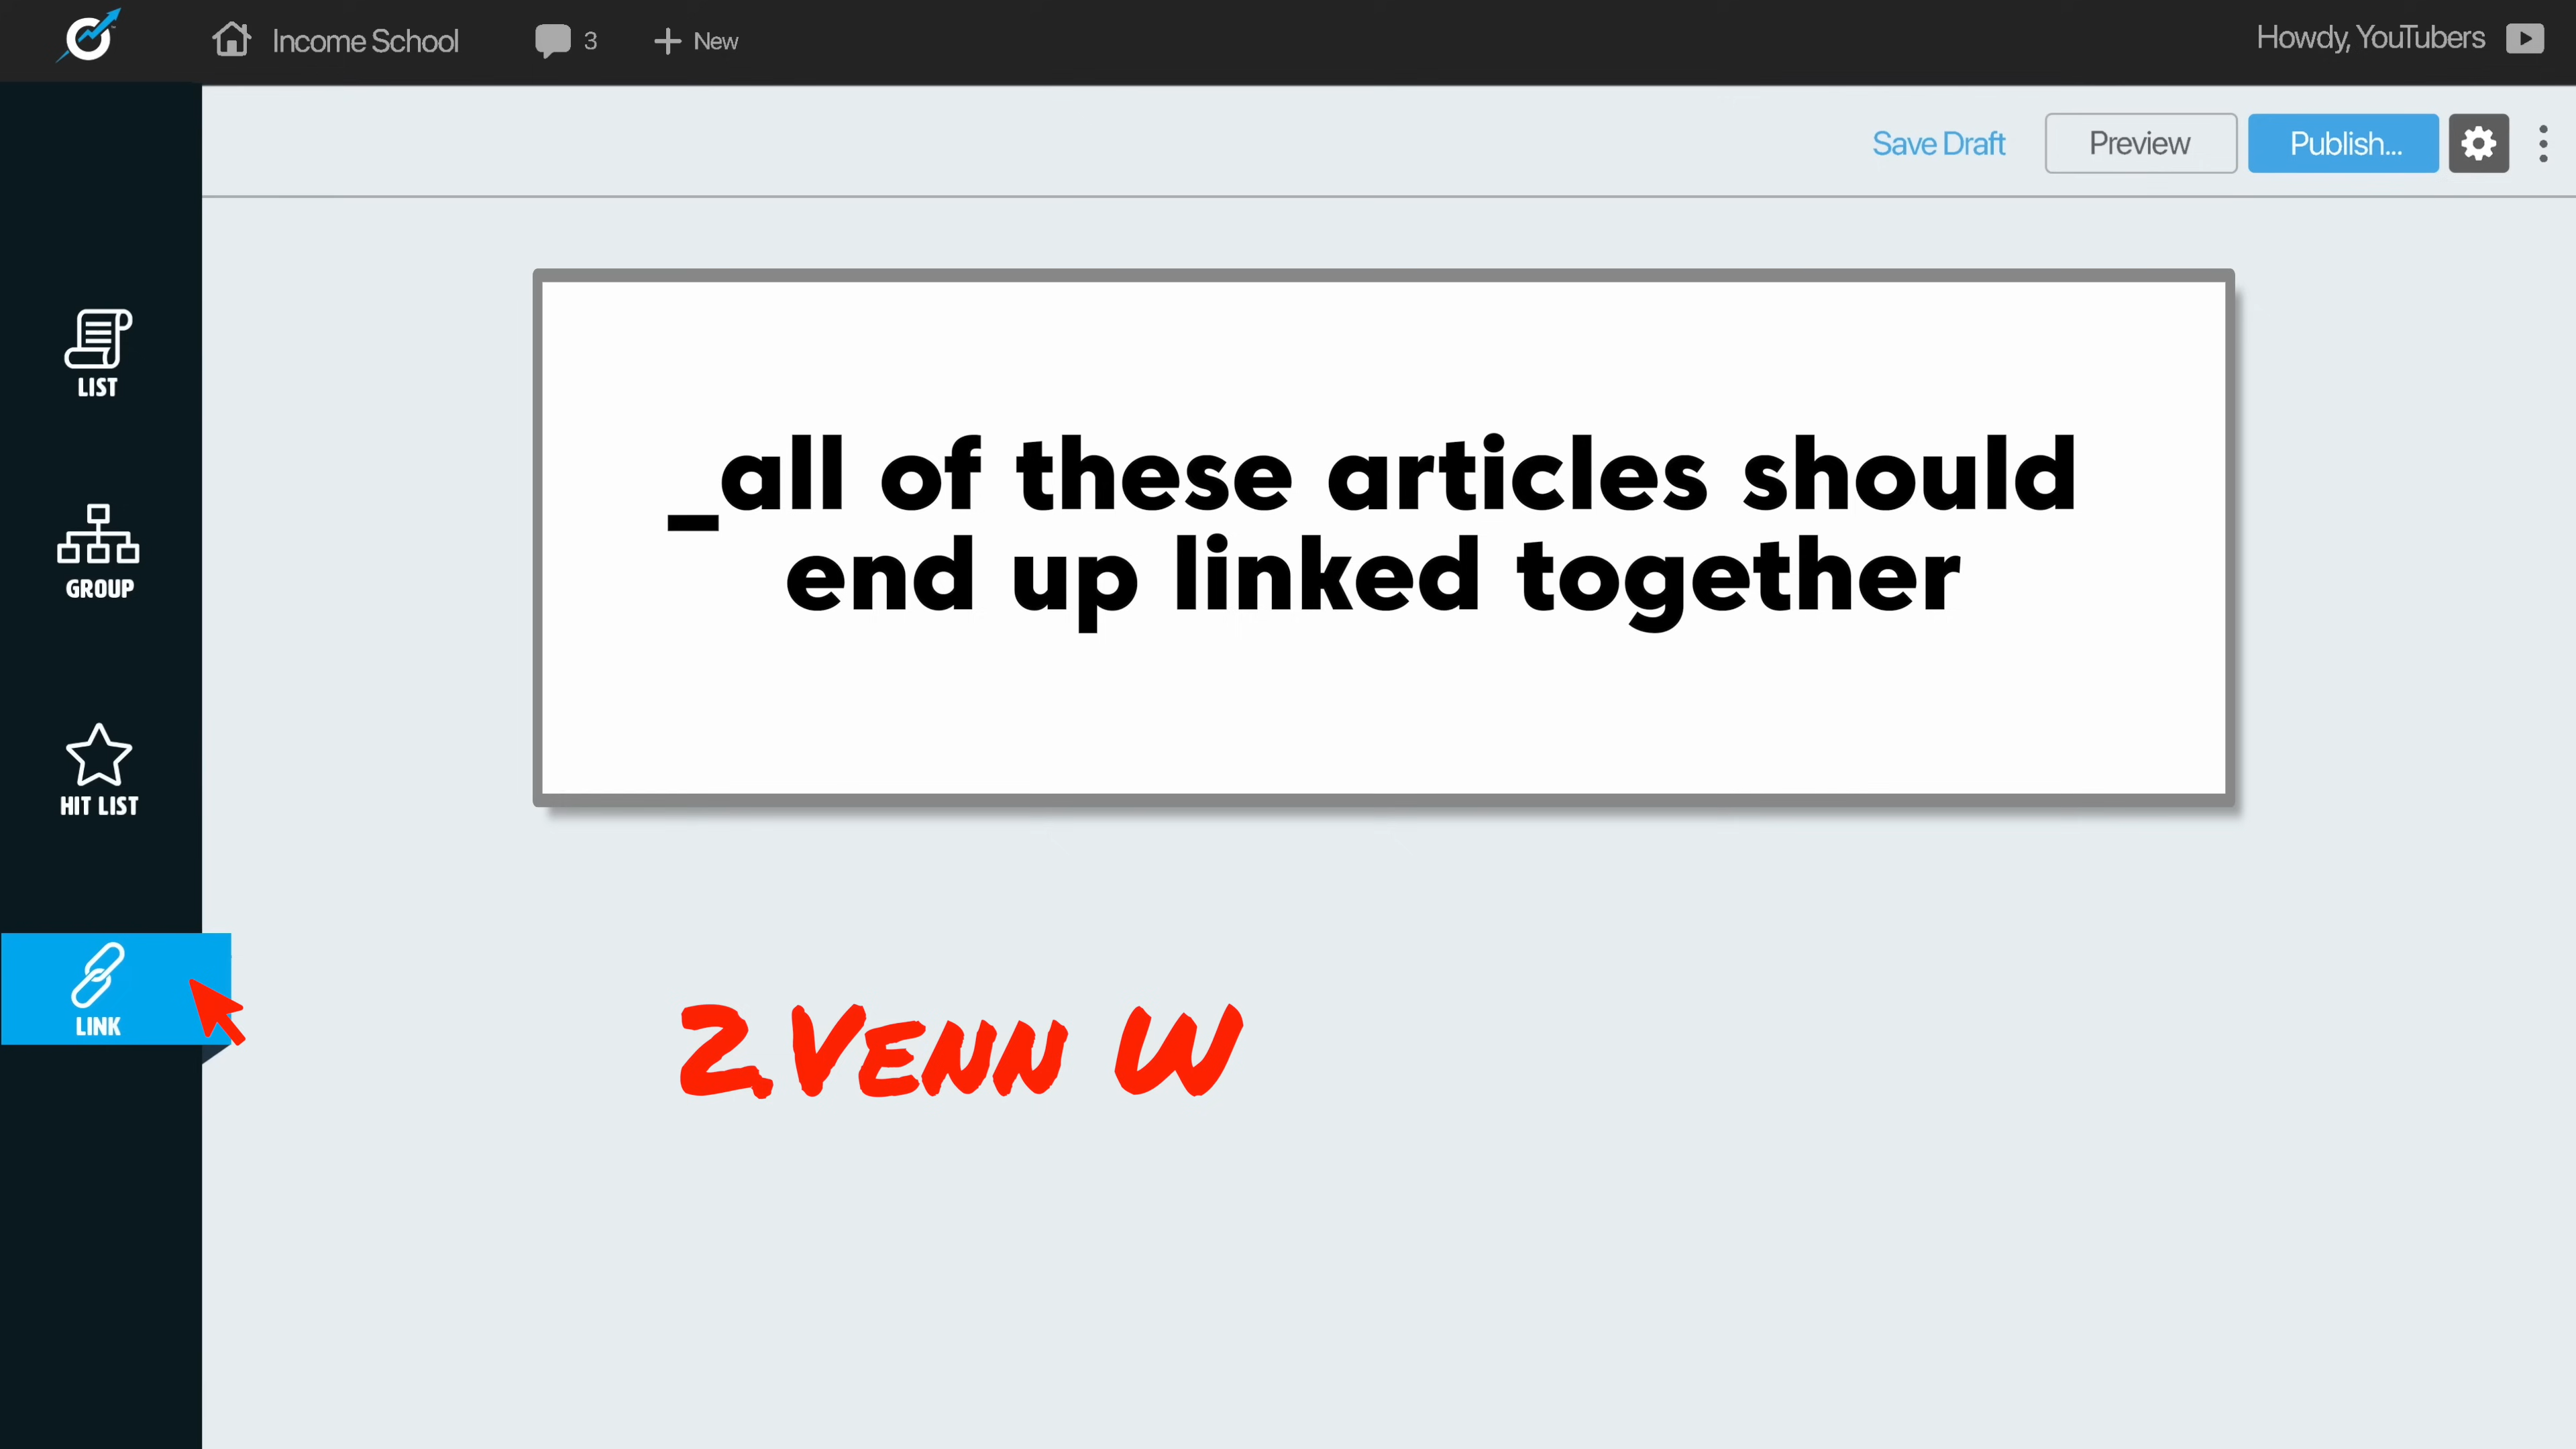 Income School
3
New
Howdy, YouTubers
Save Draft
Preview
Publish...
LIST
GROUP
HIT LIST
LINK
_all of these articles should
end up linked together
2.Venn W